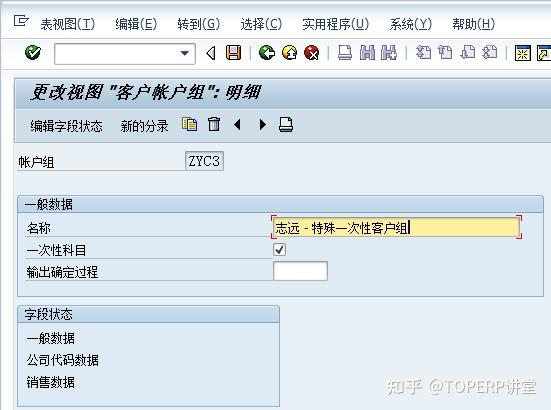 表视图(T) 编辑(E) 转到(G) 选择(C) 实用程序(U) 系统(Y) 帮助(H)
更改视图 "客户帐户组": 明细
编辑字段状态 新的分录
帐户组 ZYC3
一般数据
名称 志远 - 特殊一次性客户组
一次性科目
输出确定过程
字段状态
一般数据
公司代码数据
销售数据
知乎 @TOPERP讲堂